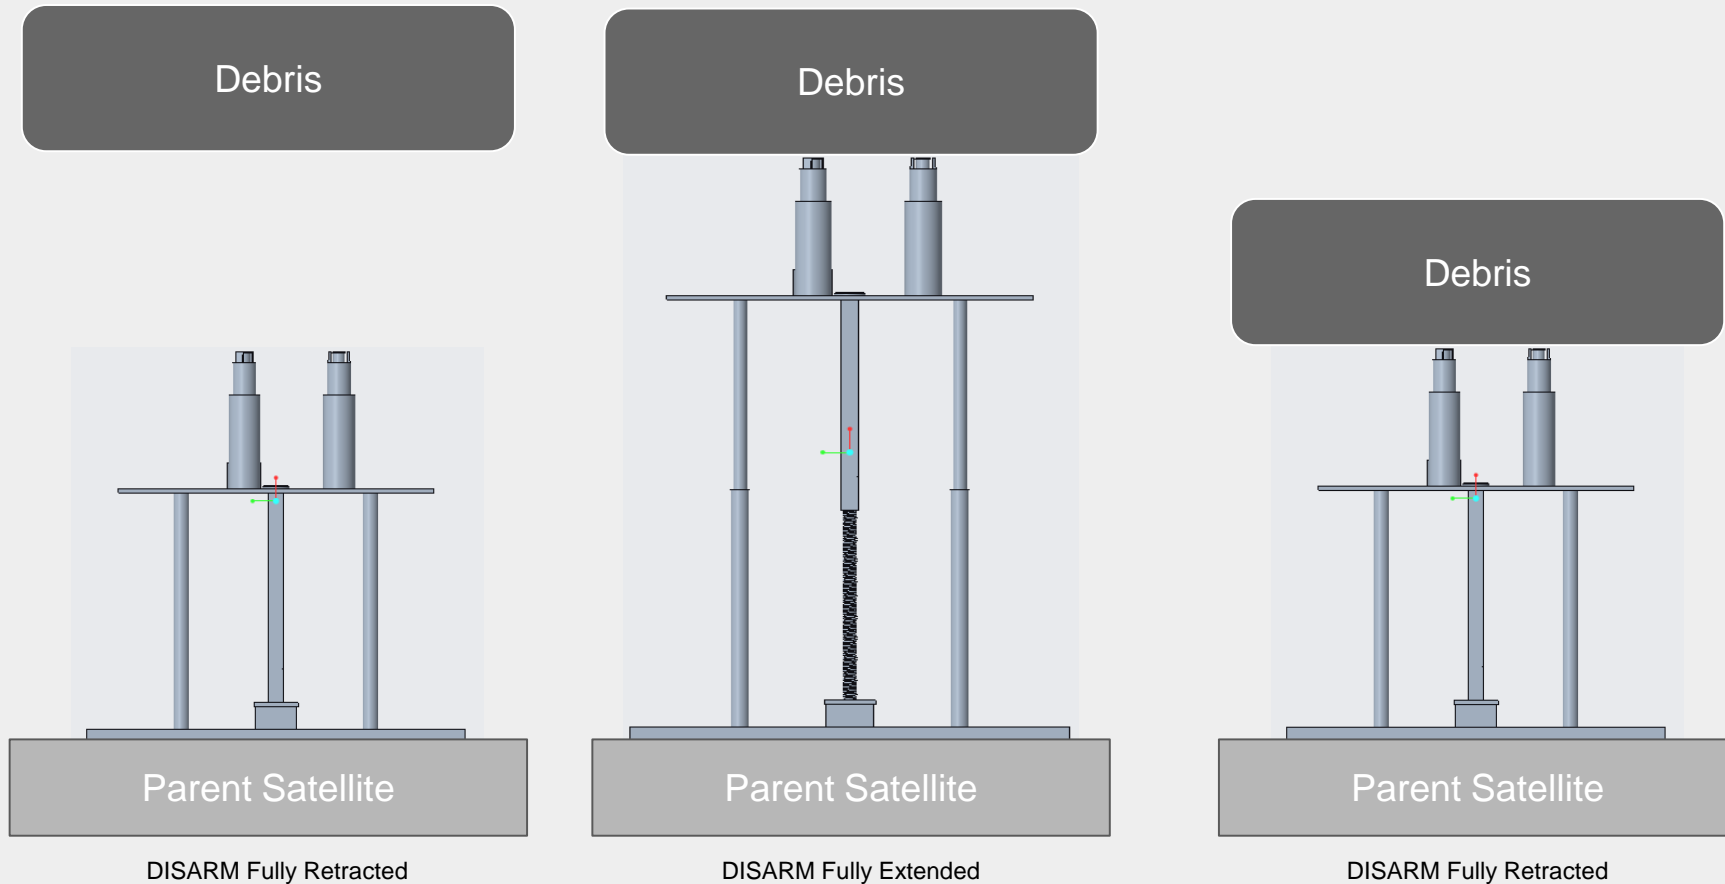 Debris
Debris
Debris
Parent Satellite
Parent Satellite
Parent Satellite
DISARM Fully Retracted
DISARM Fully Extended
DISARM Fully Retracted